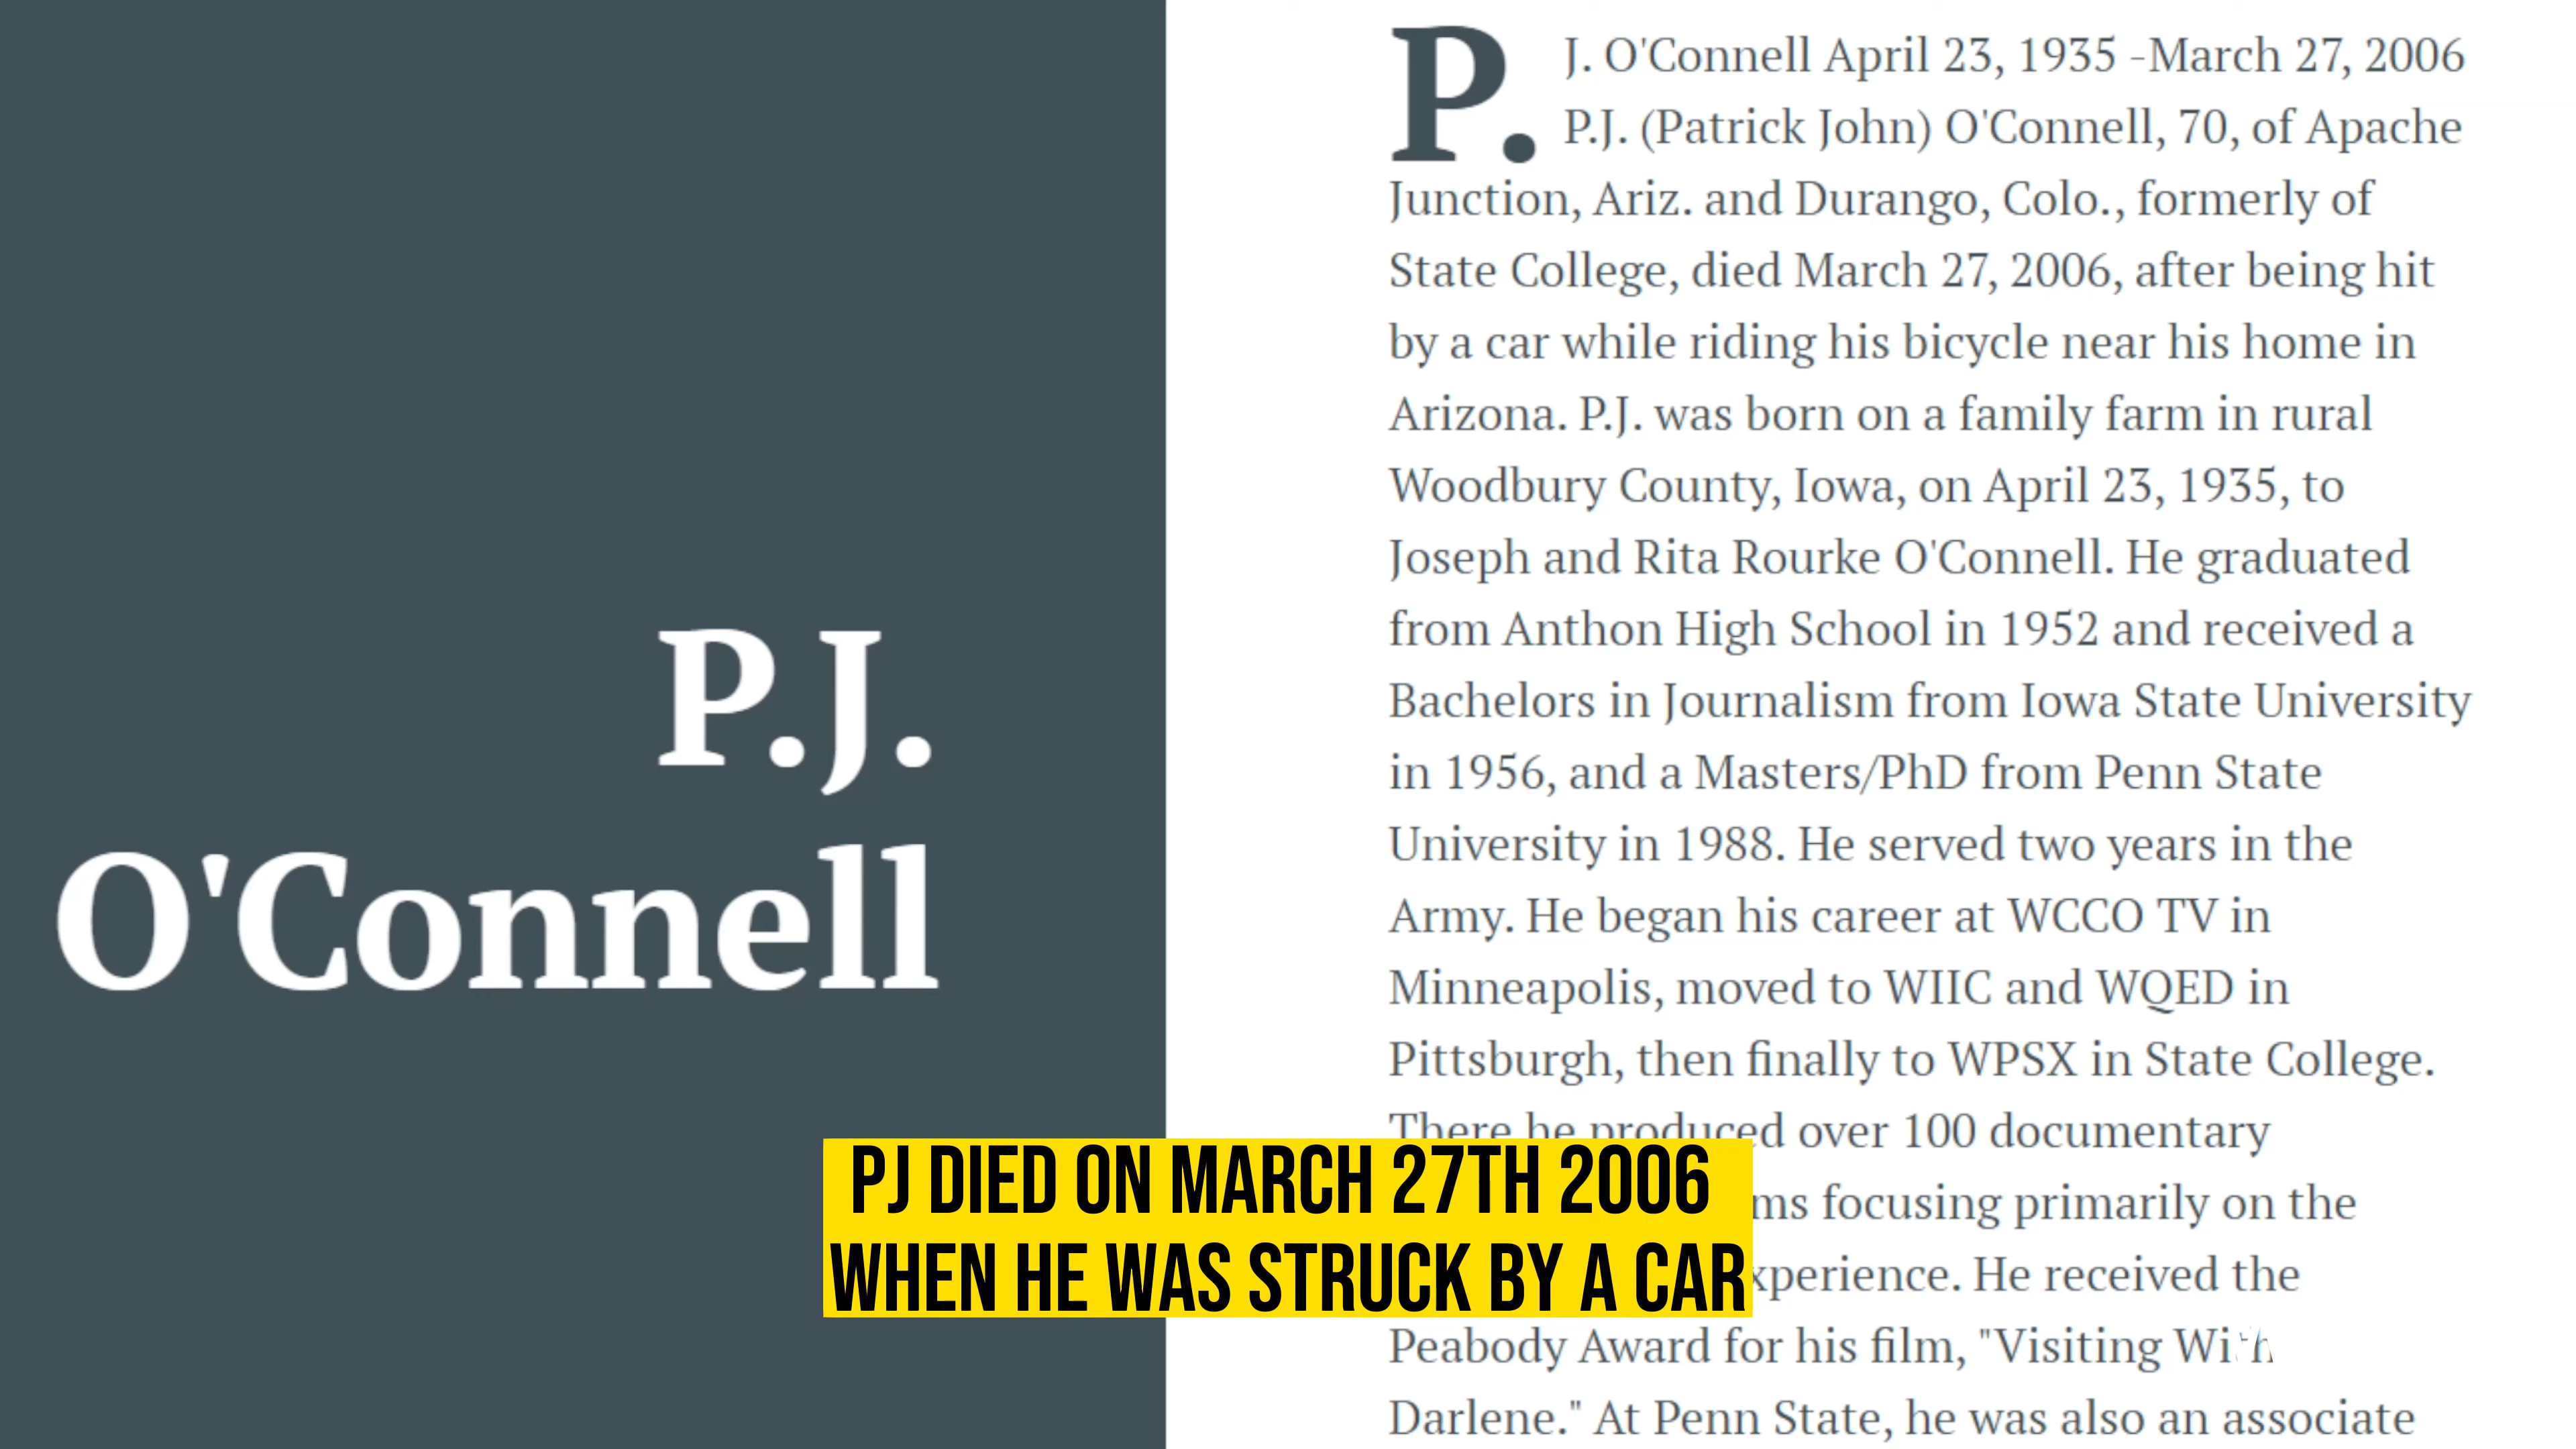 P.J.
O'Connell
P.
J. O'Connell April 23, 1935 -March 27, 2006
P.J. (Patrick John) O'Connell, 70, of Apache
Junction, Ariz. and Durango, Colo., formerly of
State College, died March 27, 2006, after being hit
by a car while riding his bicycle near his home in
Arizona. P.J. was born on a family farm in rural
Woodbury County, Iowa, on April 23, 1935, to
Joseph and Rita Rourke O'Connell. He graduated
from Anthon High School in 1952 and received a
Bachelors in Journalism from Iowa State University
in 1956, and a Masters/PhD from Penn State
University in 1988. He served two years in the
Army. He began his career at WCCO TV in
Minneapolis, moved to WIIC and WQED in
Pittsburgh, then finally to WPSX in State College.
There he produced over 100 documentary
focusing primarily on the
He received the
Peabody Award for his film, "Visiting With
Darlene." At Penn State, he was also an associate
PJ DIED ON MARCH 27TH 2006
WHEN HE WAS STRUCK BY A CAR